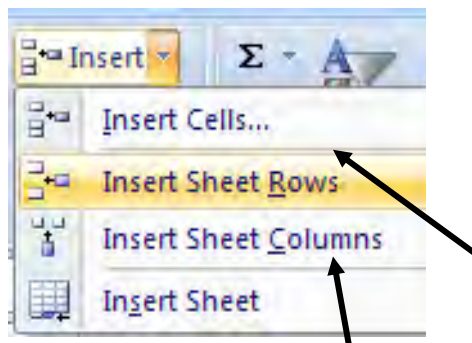 Insert Σ A
Insert Cells...
Insert Sheet Rows
Insert Sheet Columns
Insert Sheet